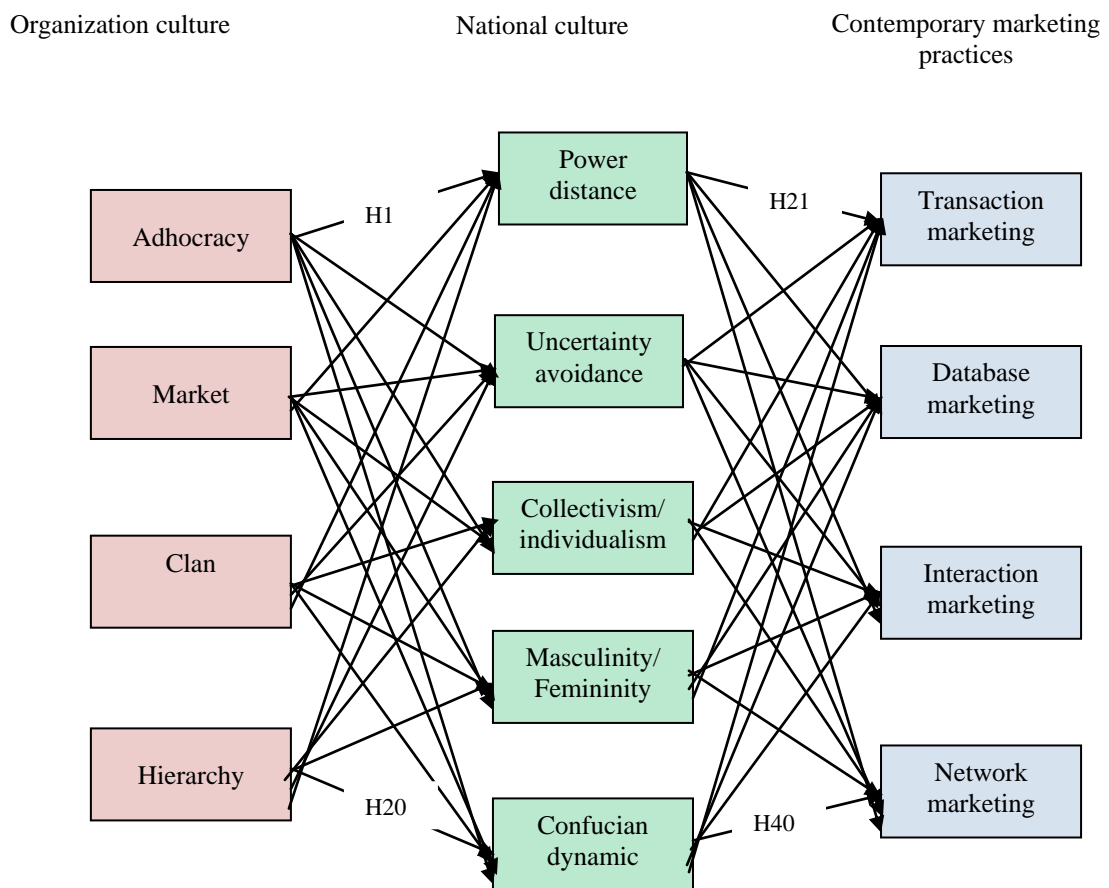 Organization culture
National culture
Contemporary marketing
practices
Power
distance
H1
H21
Transaction
marketing
Adhocracy
Uncertainty
avoidance
Market
Database
marketing
Collectivism/
individualism
Clan
Interaction
marketing
Masculinity/
Femininity
Hierarchy
Network
marketing
H20
H40
Confucian
dynamic